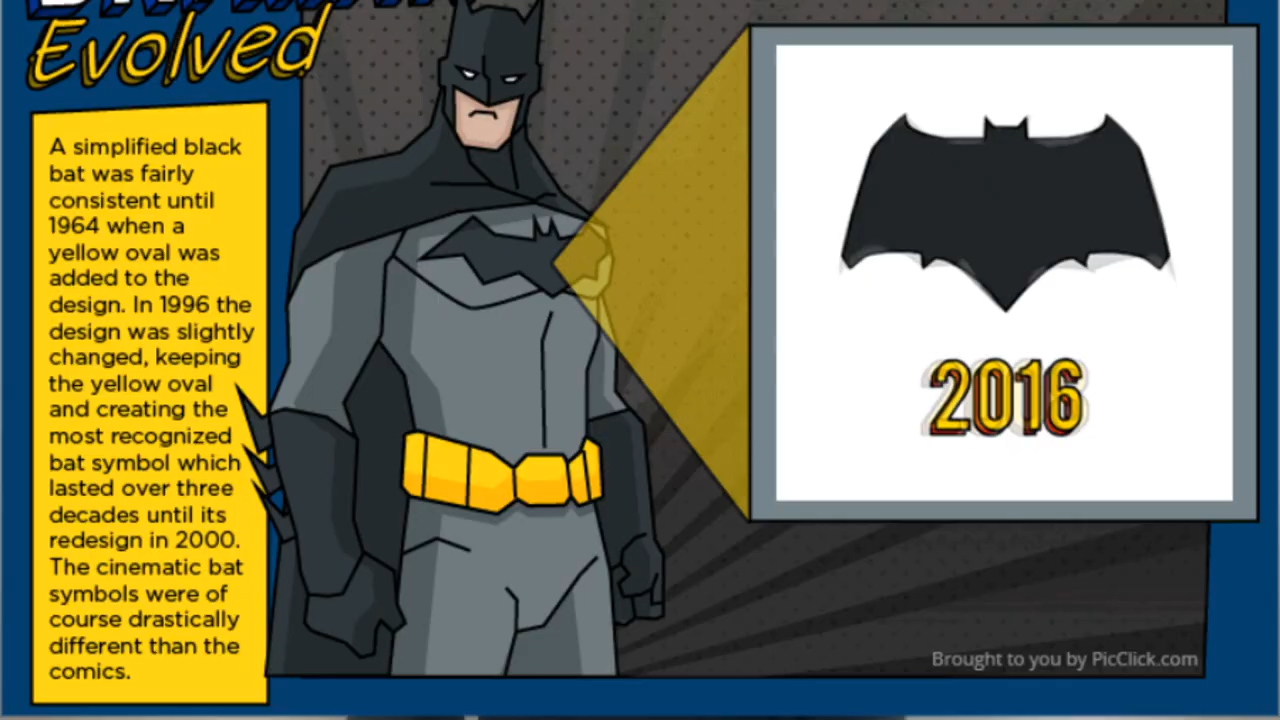 Evolved
A simplified black
bat was fairly
consistent until
1964 when a
yellow oval was
added to the
design. In 1996 the
design was slightly
changed, keeping
the yellow oval
and creating the
most recognized
bat symbol which
lasted over three
decades until its
redesign in 2000.
The cinematic bat
symbols were of
course drastically
different than the
comics.
2016
Brought to you by PicClick.com